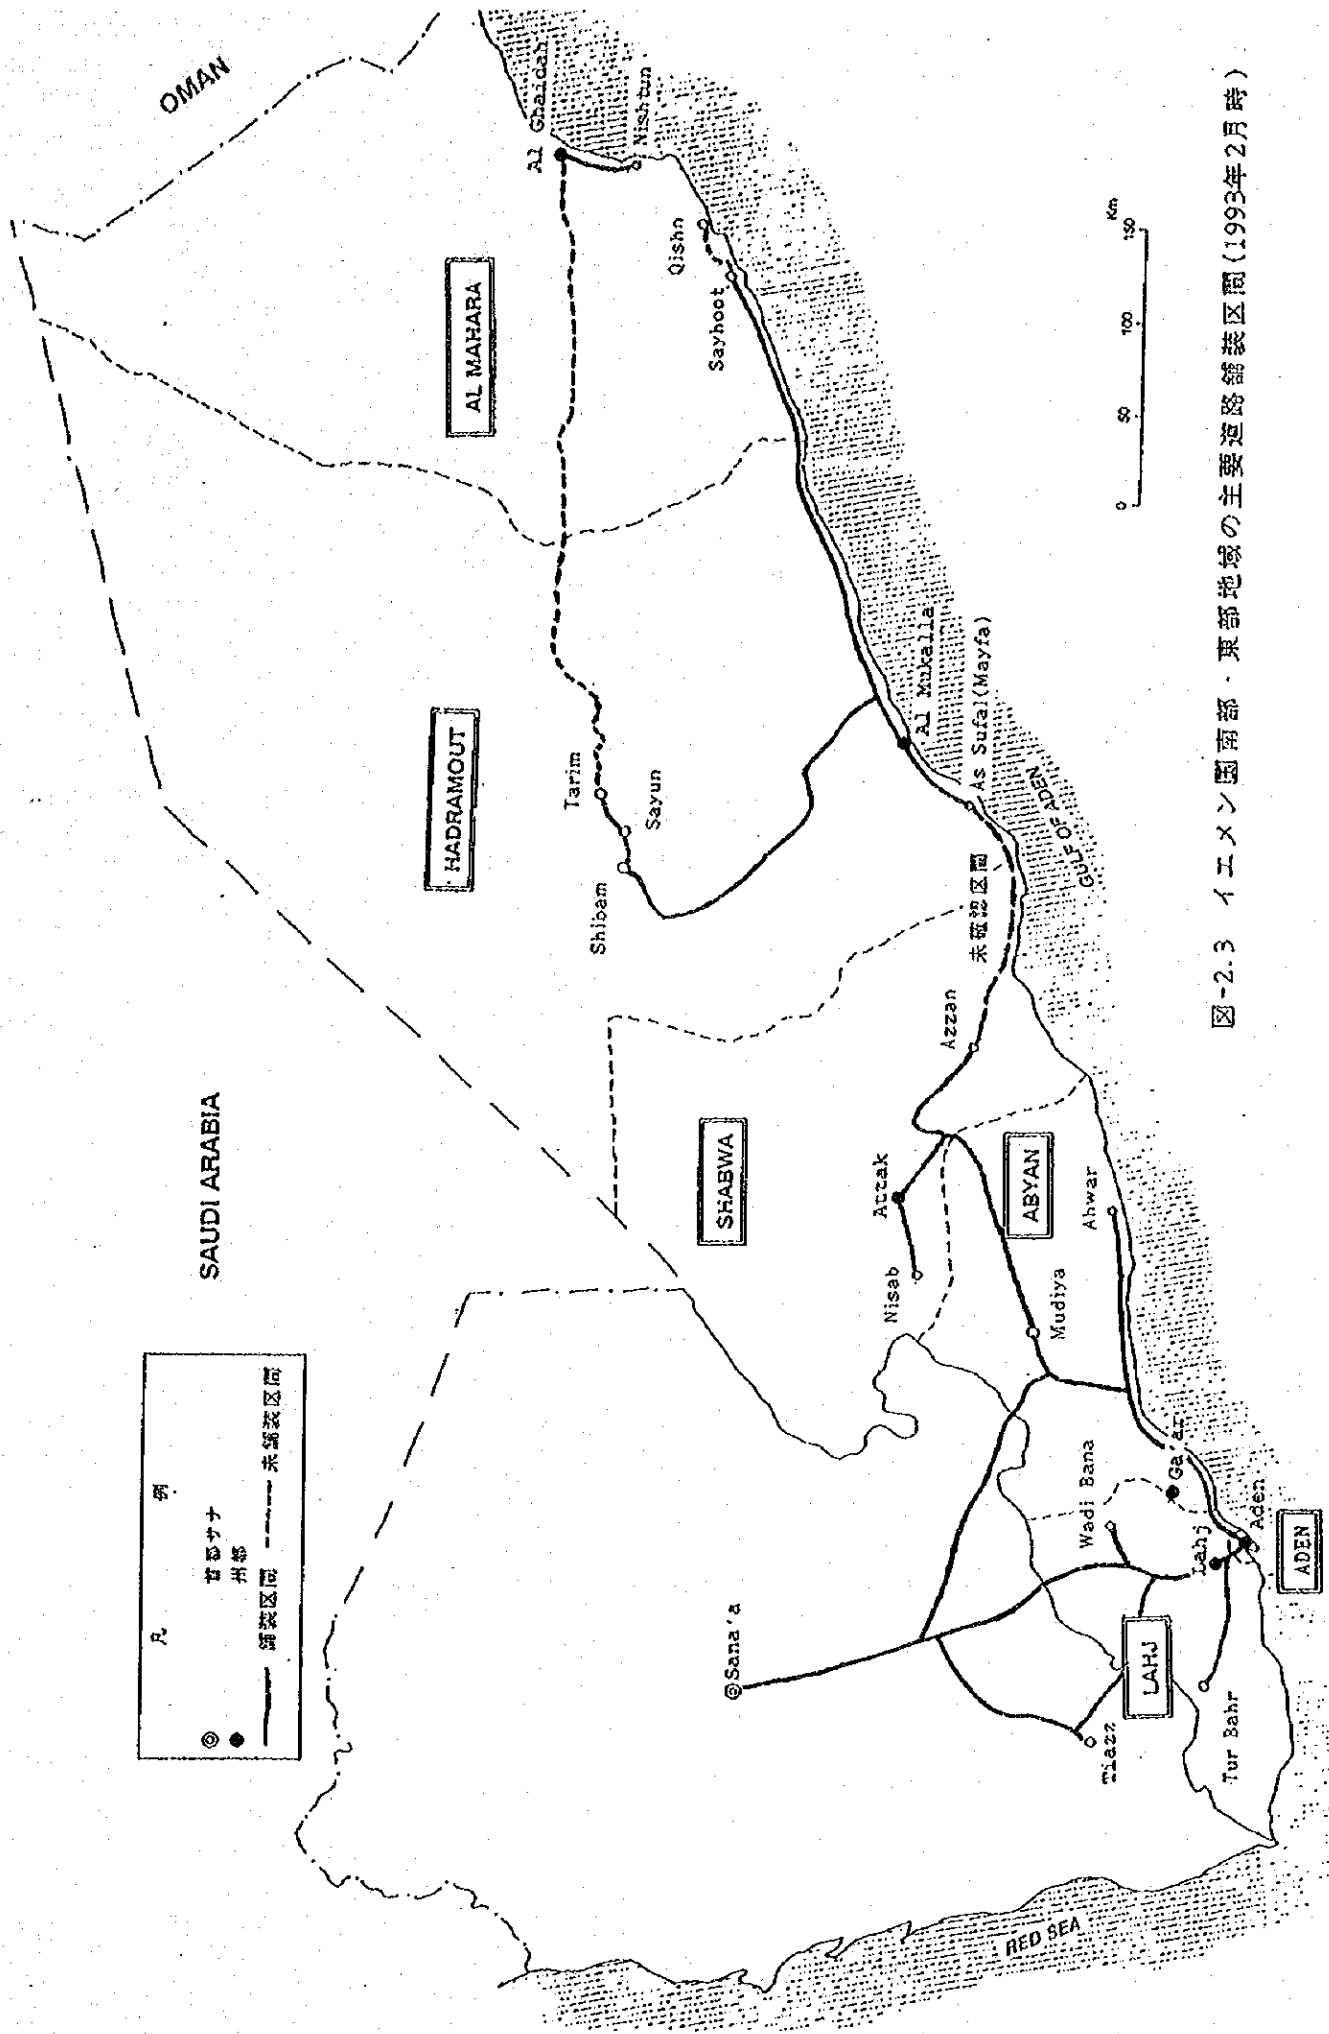 凡 例
◎ 首都サナ
● 州都
舗装区間 未舗装区間
SAUDI ARABIA
OMAN
HADRAMOUT
AL MAHARA
SHABWA
ABYAN
LAHJ
ADEN
Al Ghaidah
Nishtun
Qishn
Sayhoot
Tarim
Sayun
Shibam
Al Mukalla
As Sufal(Mayfa)
未確認区間
GULF OF ADEN
Azzan
Attak
Nisab
Mudiya
Ahwar
Wadi Bana
Ga'ar
Lahj
Aden
Sana'a
Tiazz
Tur Bahr
RED SEA
0 50 100 150 Km
図-2.3 イエメン国南部・東部地域の主要道路舗装区間(1993年2月時)